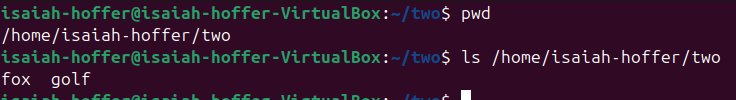 isaiah-hoffer@isaiah-hoffer-VirtualBox:~/two$ pwd
/home/isaiah-hoffer/two
isaiah-hoffer@isaiah-hoffer-VirtualBox:~/two$ ls /home/isaiah-hoffer/two
fox  golf
isaiah-hoffer@isaiah-hoffer-VirtualBox:~/two$